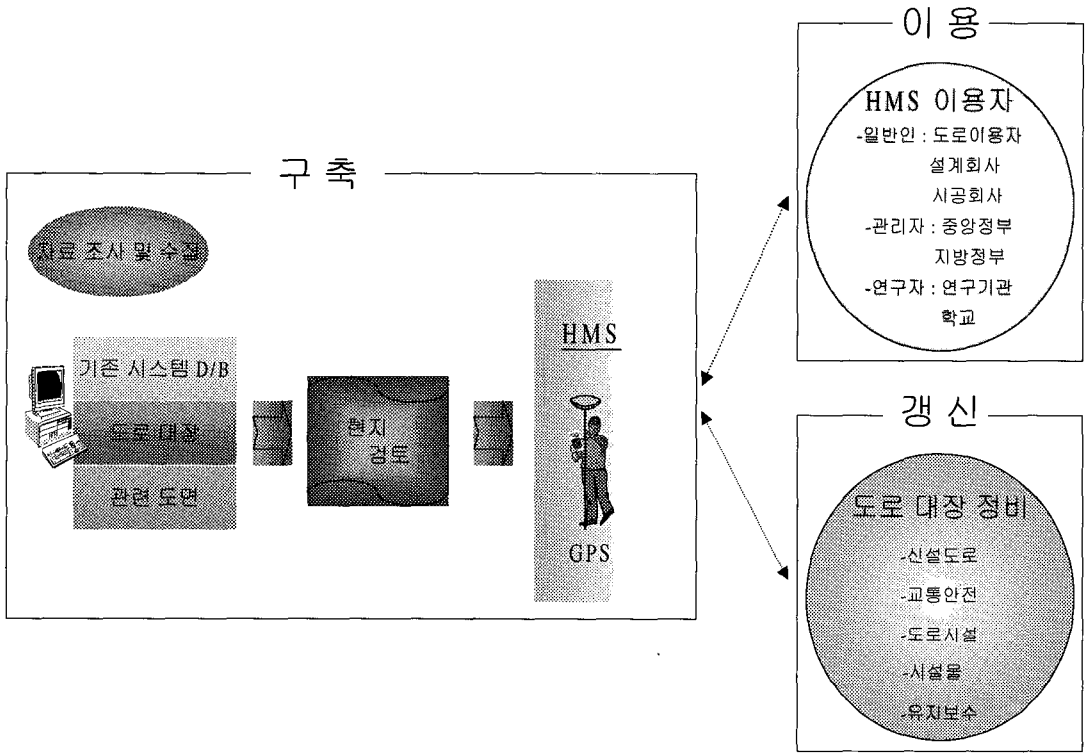 구 축
자료 조사 및 수집
기존 시스템 D/B
도로 대장
관련 도면
현지
검토
HMS
GPS
이 용
HMS 이용자
-일반인 : 도로이용자
설계회사
시공회사
-관리자 : 중앙정부
지방정부
-연구자 : 연구기관
학교
갱 신
도로 대장 정비
-신설도로
-교통안전
-도로시설
-시설물
-유지보수